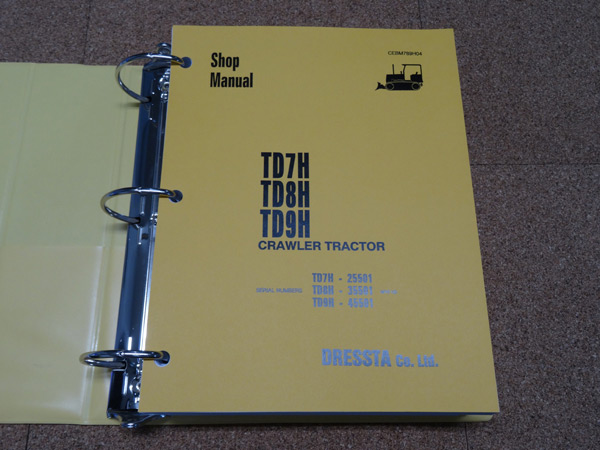 Shop
Manual
TD7H
TD8H
TD9H
CRAWLER TRACTOR
SERIAL NUMBERS
TD7H - 25501
TD8H - 35501
TD9H - 45501
DRESSTA Co. Ltd.